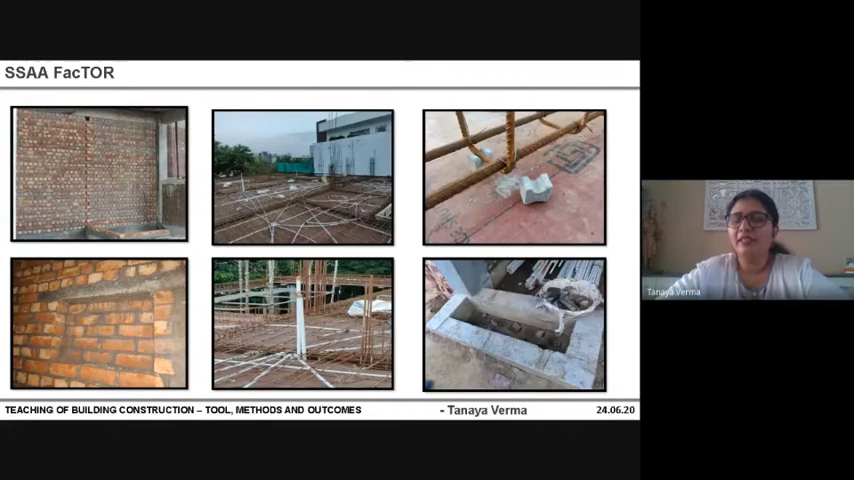 SSAA FacTOR
Tanaya Verma
TEACHING OF BUILDING CONSTRUCTION – TOOL, METHODS AND OUTCOMES
- Tanaya Verma
24.06.20